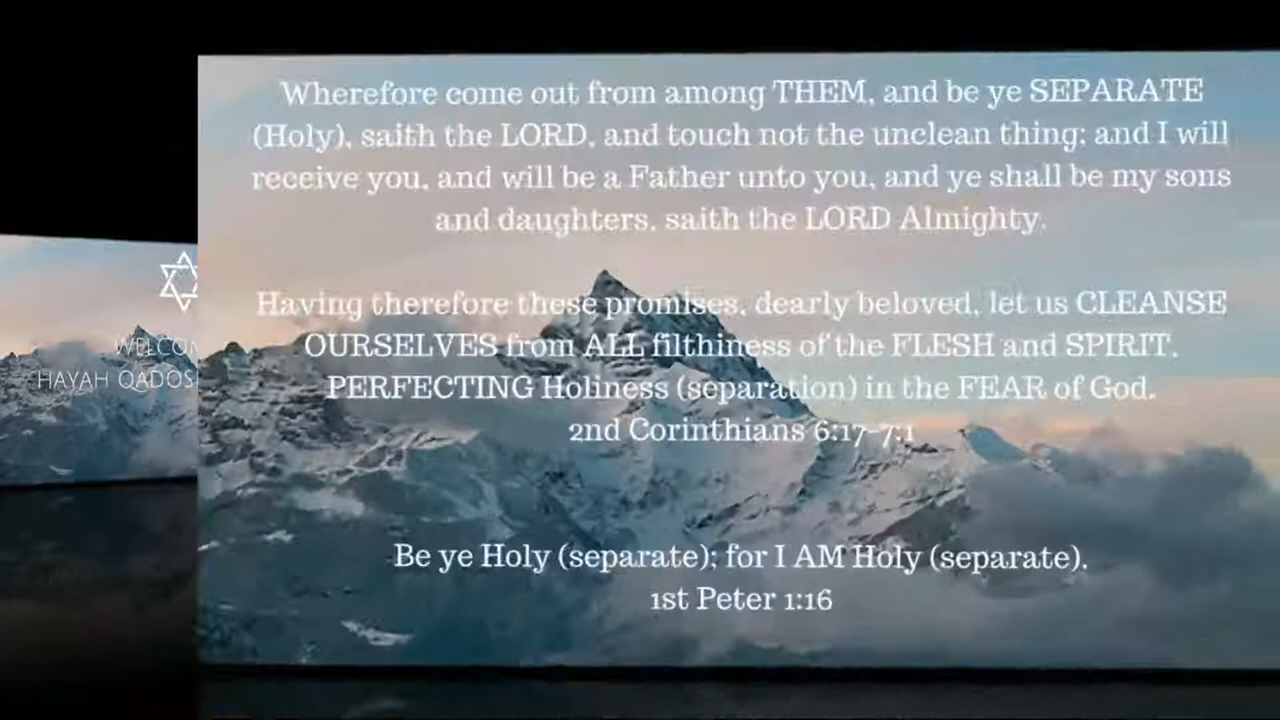 Wherefore come out from among THEM, and be ye SEPARATE
(Holy), saith the LORD, and touch not the unclean thing; and I will
receive you, and will be a Father unto you, and ye shall be my sons
and daughters, saith the LORD Almighty.
Having therefore these promises, dearly beloved, let us CLEANSE
OURSELVES from ALL filthiness of the FLESH and SPIRIT,
PERFECTING Holiness (separation) in the FEAR of God.
2nd Corinthians 6:17-7:1
Be ye Holy (separate); for I AM Holy (separate).
1st Peter 1:16
WELCOM
HAYAH QADOS